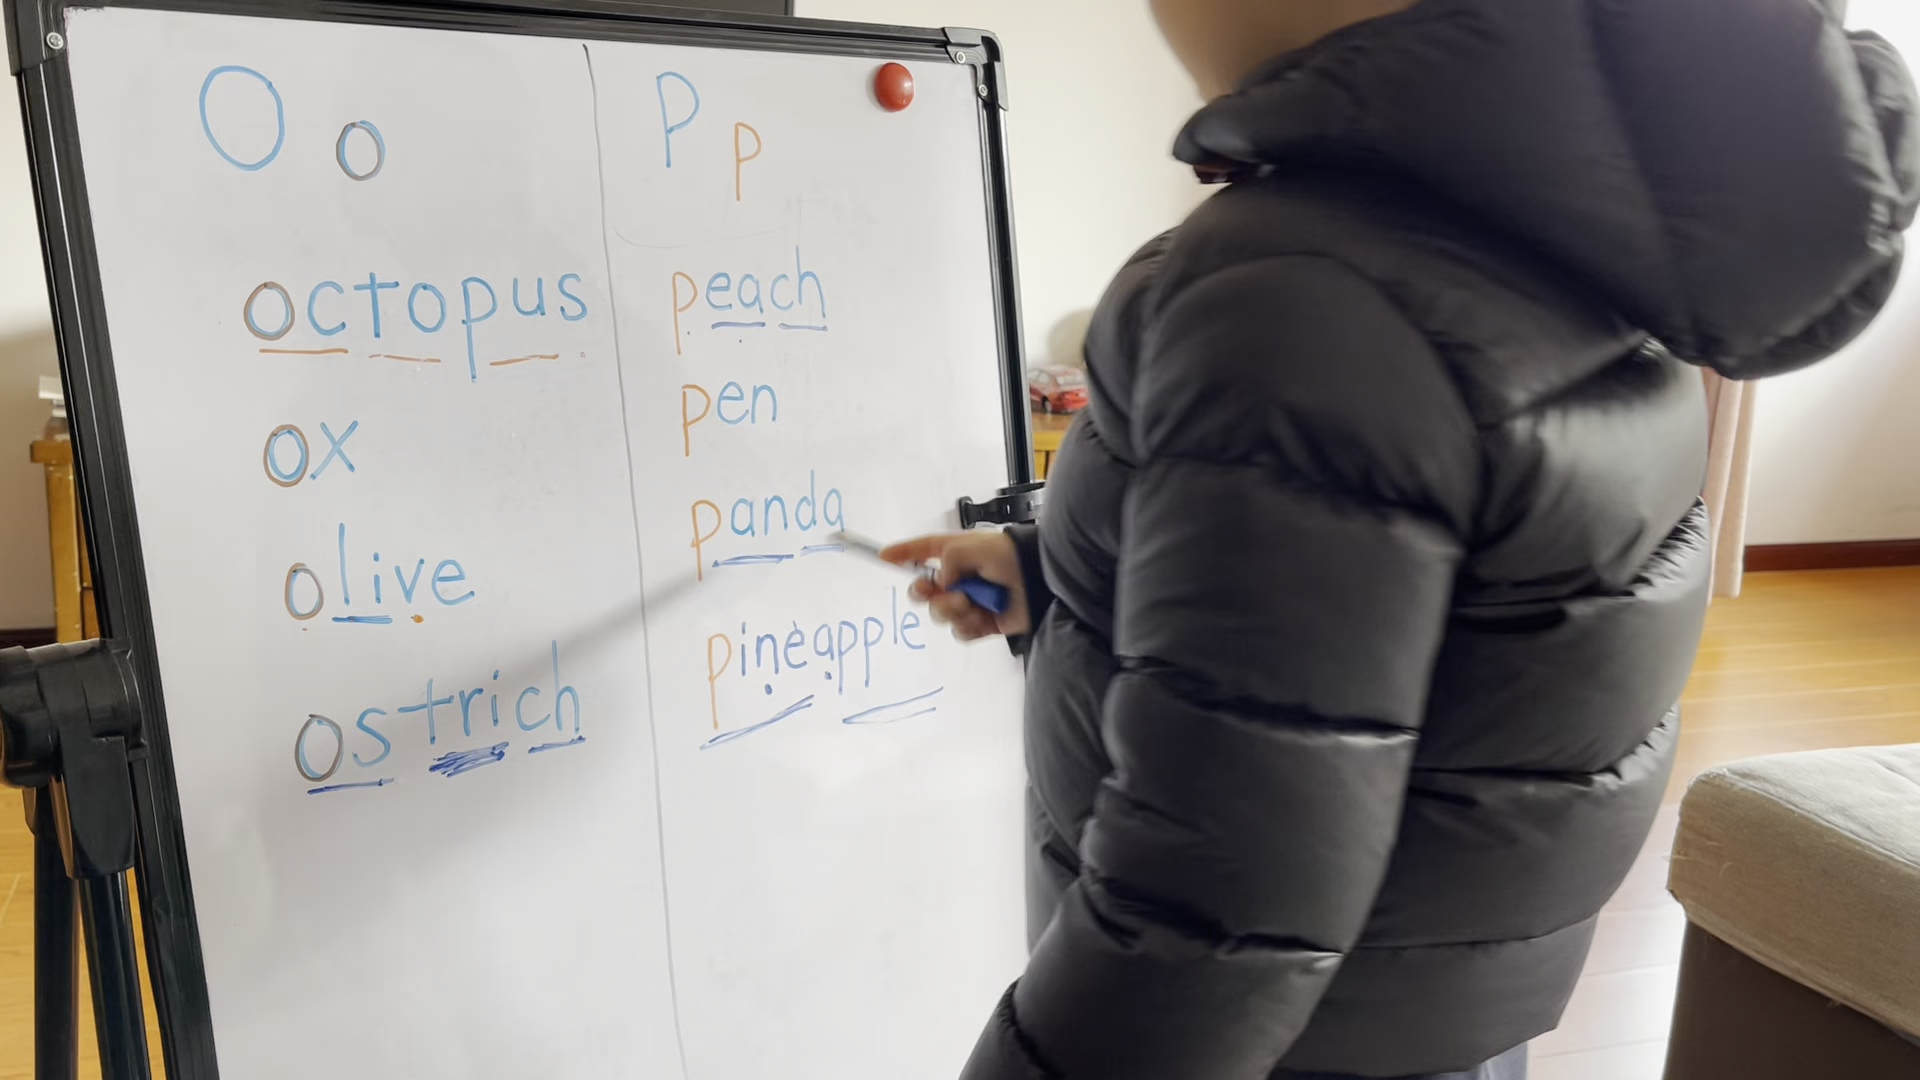 O o
octopus
ox
olive
ostrich
P p
peach
pen
panda
pineapple